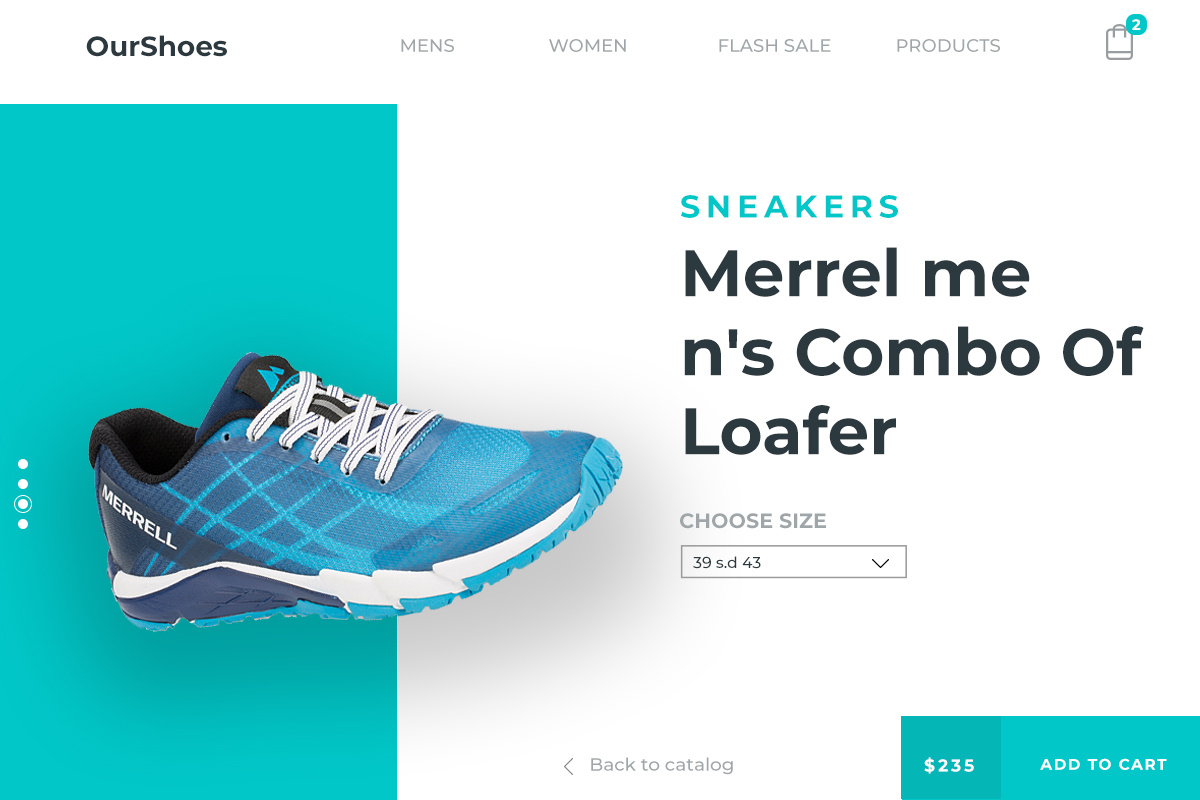 OurShoes
MENS
WOMEN
FLASH SALE
PRODUCTS
2
SNEAKERS
Merrel me
n's Combo Of
Loafer
MERRELL
CHOOSE SIZE
39 s.d 43
Back to catalog
$235
ADD TO CART